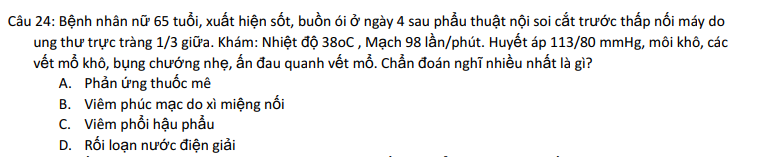 Câu 24: Bệnh nhân nữ 65 tuổi, xuất hiện sốt, buồn ói ở ngày 4 sau phẫu thuật nội soi cắt trước thấp nối máy do
ung thư trực tràng 1/3 giữa. Khám: Nhiệt độ 38oC , Mạch 98 lần/phút. Huyết áp 113/80 mmHg, môi khô, các
vết mổ khô, bụng chướng nhẹ, ấn đau quanh vết mổ. Chẩn đoán nghĩ nhiều nhất là gì?
A. Phản ứng thuốc mê
B. Viêm phúc mạc do xì miệng nối
C. Viêm phổi hậu phẫu
D. Rối loạn nước điện giải